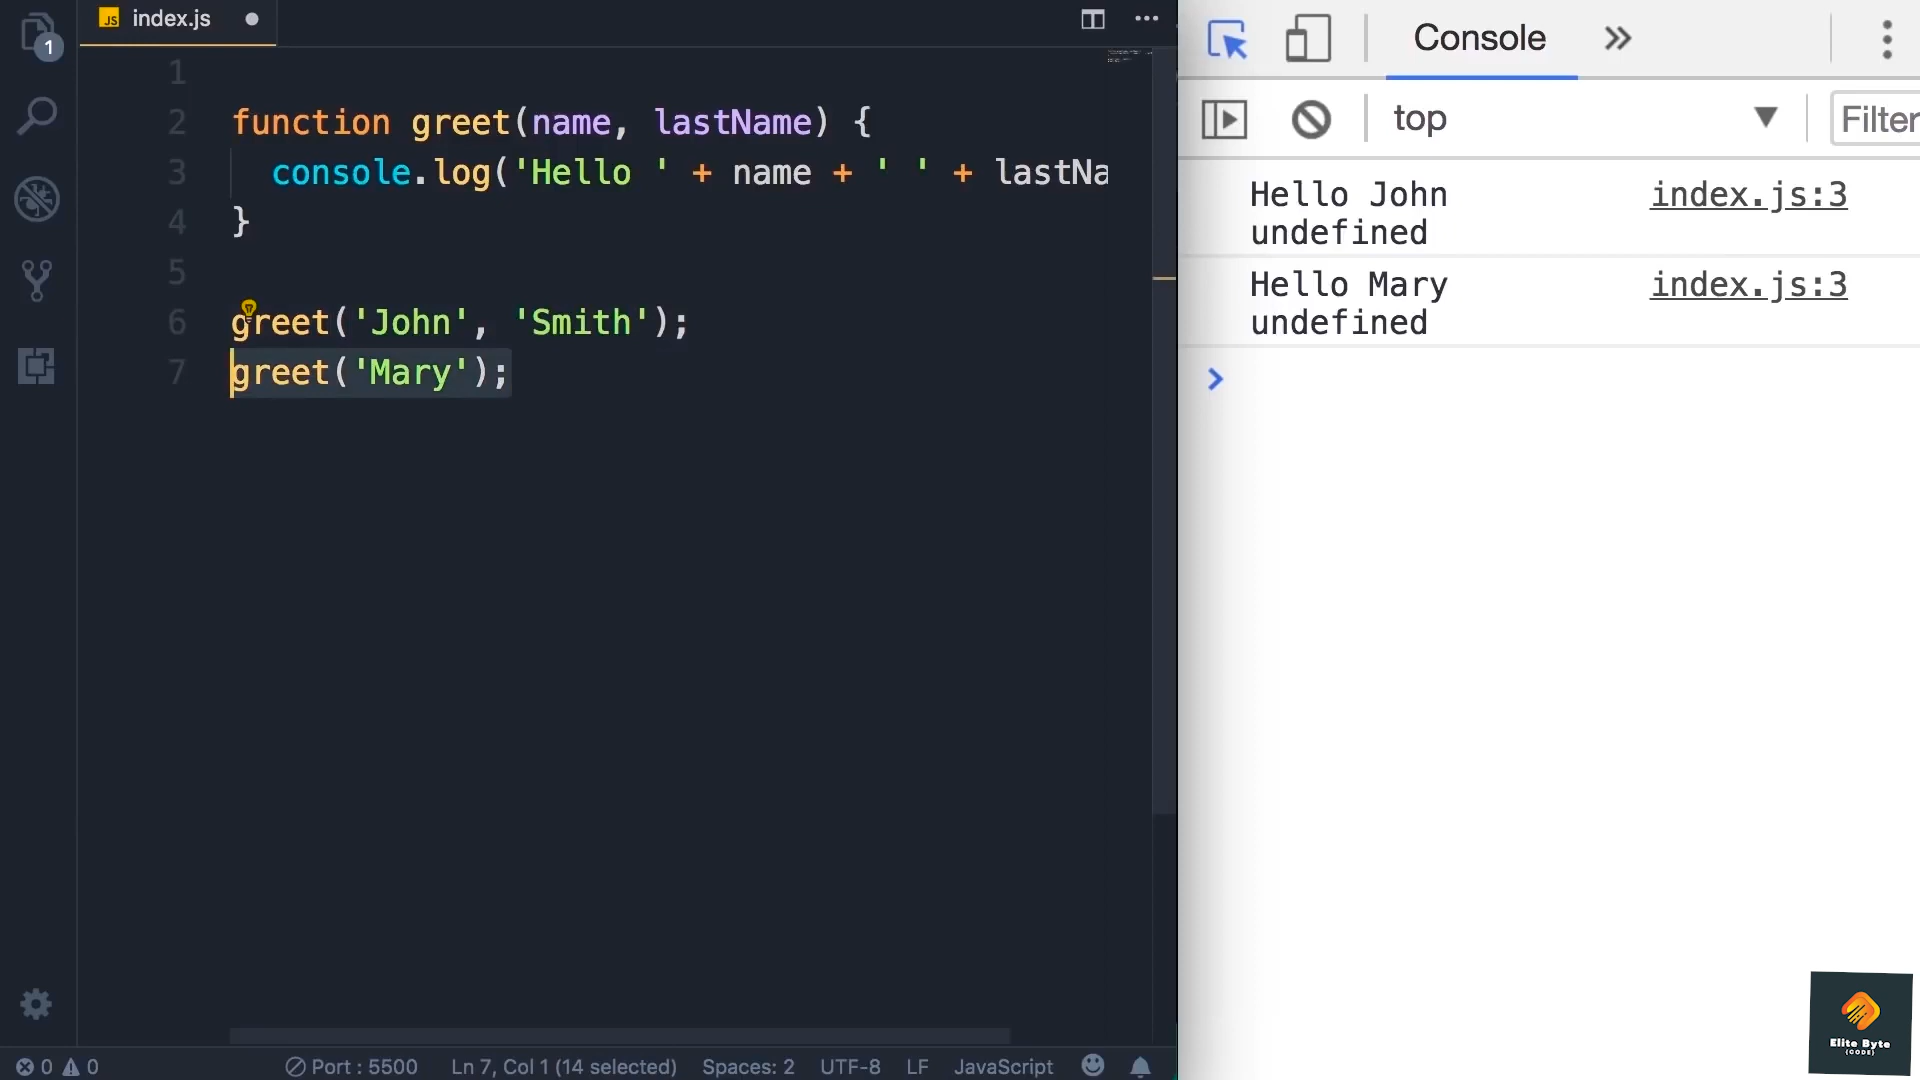 JS index.js
1
1
2 function greet(name, lastName) {
3 console.log('Hello ' + name + ' ' + lastNa
4 }
5
6 greet('John', 'Smith');
7 greet('Mary');
0 0 Port : 5500 Ln 7, Col 1 (14 selected) Spaces: 2 UTF-8 LF JavaScript
Console
top Filter
Hello John index.js:3
undefined
Hello Mary index.js:3
undefined
Elite Byte
{CODE}